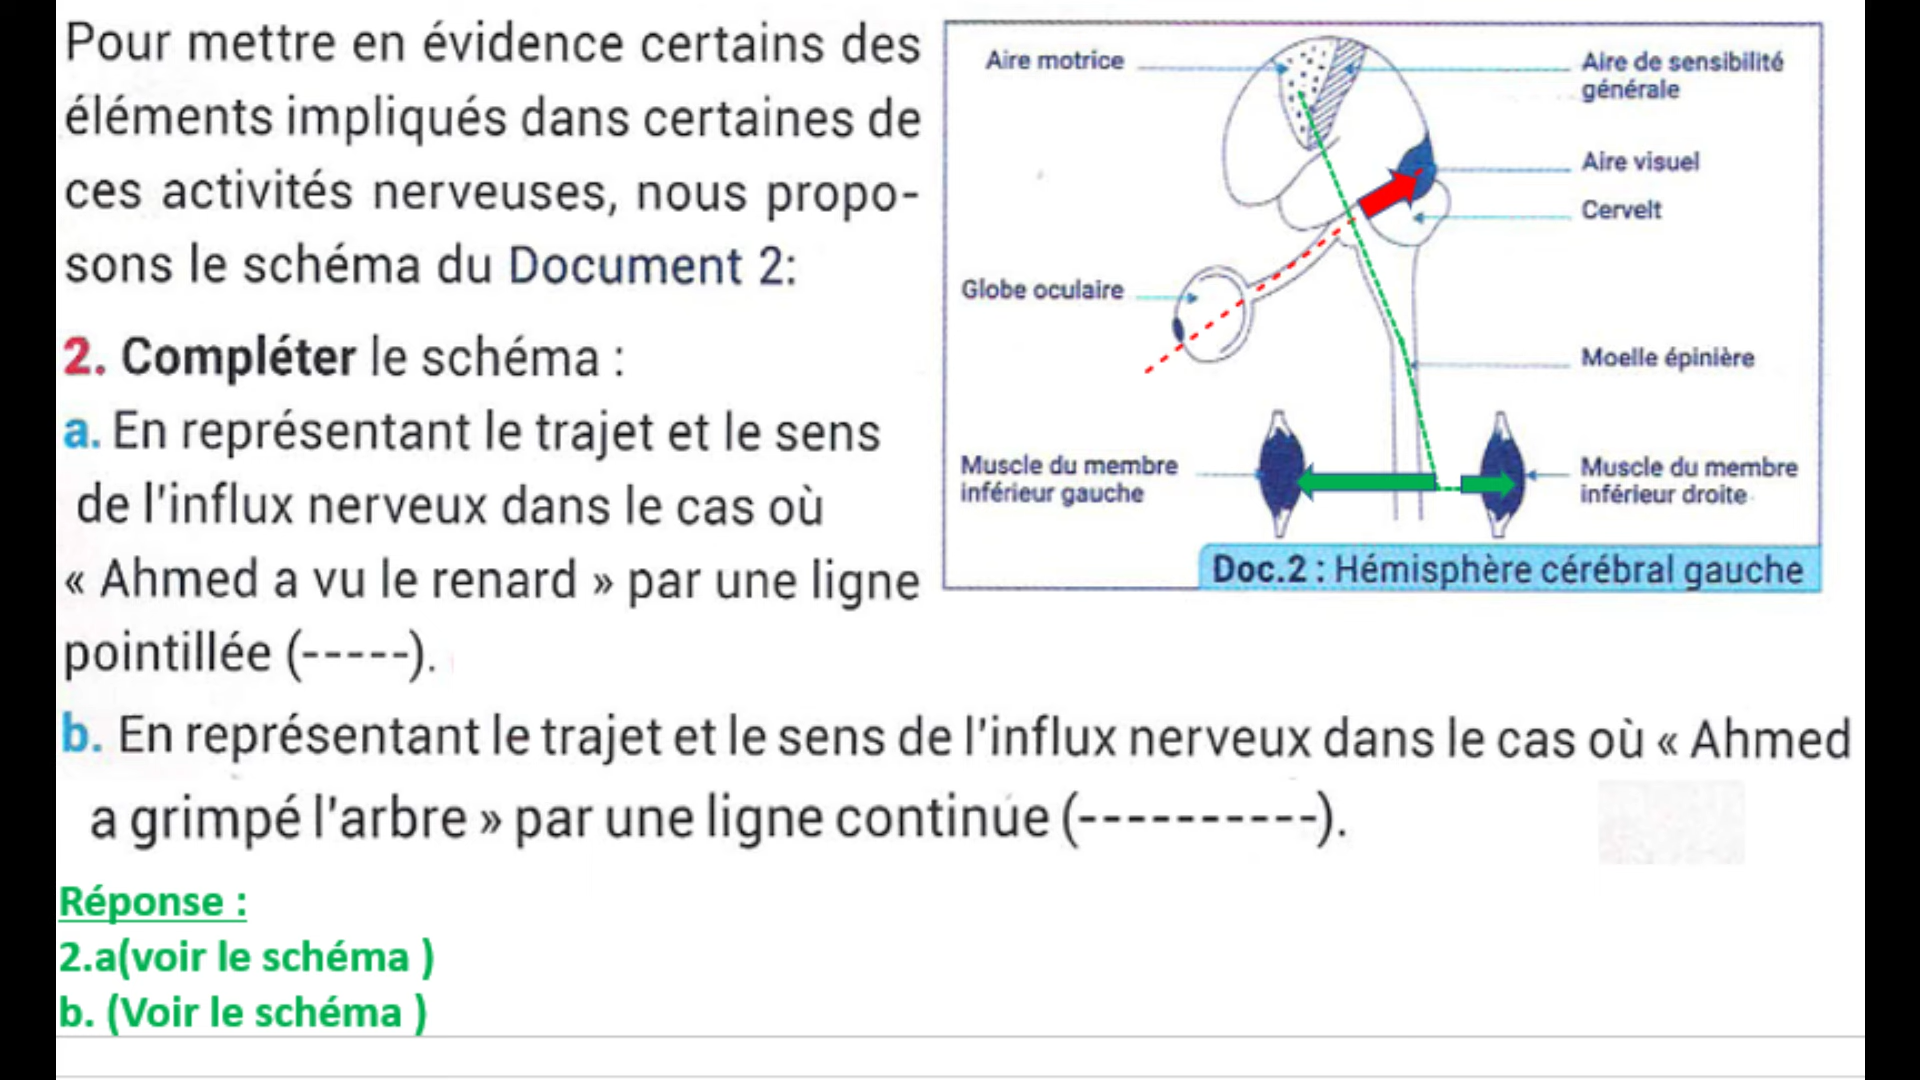 Pour mettre en évidence certains des
éléments impliqués dans certaines de
ces activités nerveuses, nous propo-
sons le schéma du Document 2:
2. Compléter le schéma :
a. En représentant le trajet et le sens
de l'influx nerveux dans le cas où
« Ahmed a vu le renard » par une ligne
pointillée (-----).
b. En représentant le trajet et le sens de l'influx nerveux dans le cas où « Ahmed
a grimpé l'arbre » par une ligne continue (----------).
Aire motrice
Aire de sensibilité
générale
Aire visuel
Cervelt
Globe oculaire
Moelle épinière
Muscle du membre
inférieur gauche
Muscle du membre
inférieur droite
Doc.2 : Hémisphère cérébral gauche
Réponse :
2.a(voir le schéma )
b. (Voir le schéma )